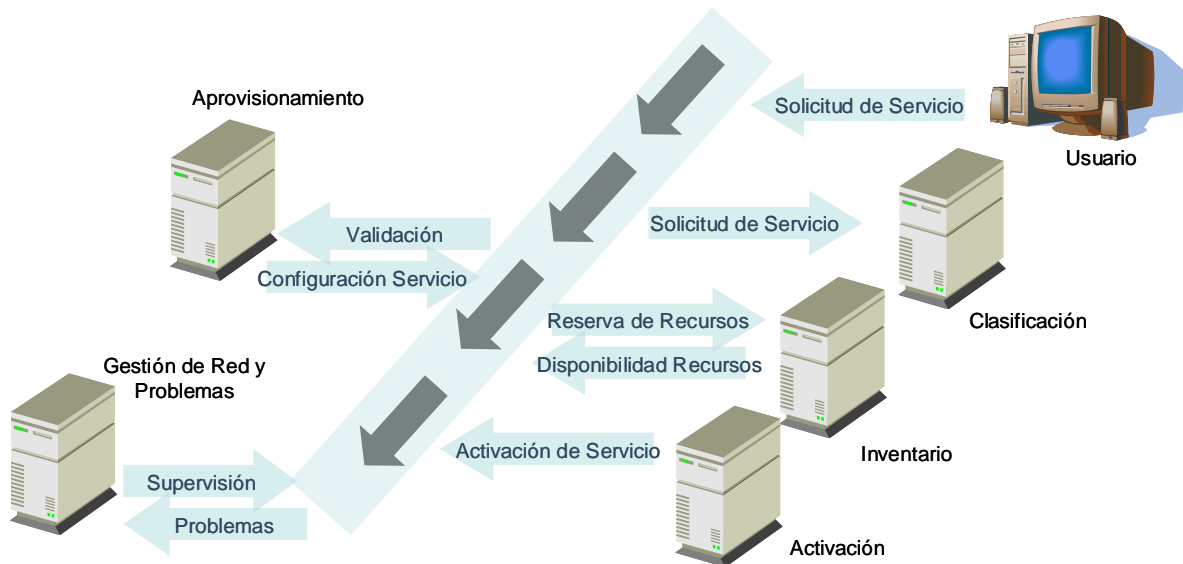 Aprovisionamiento
Solicitud de Servicio
Usuario
Solicitud de Servicio
Validación
Configuración Servicio
Reserva de Recursos
Clasificación
Disponibilidad Recursos
Gestión de Red y
Problemas
Activación de Servicio
Inventario
Supervisión
Problemas
Activación